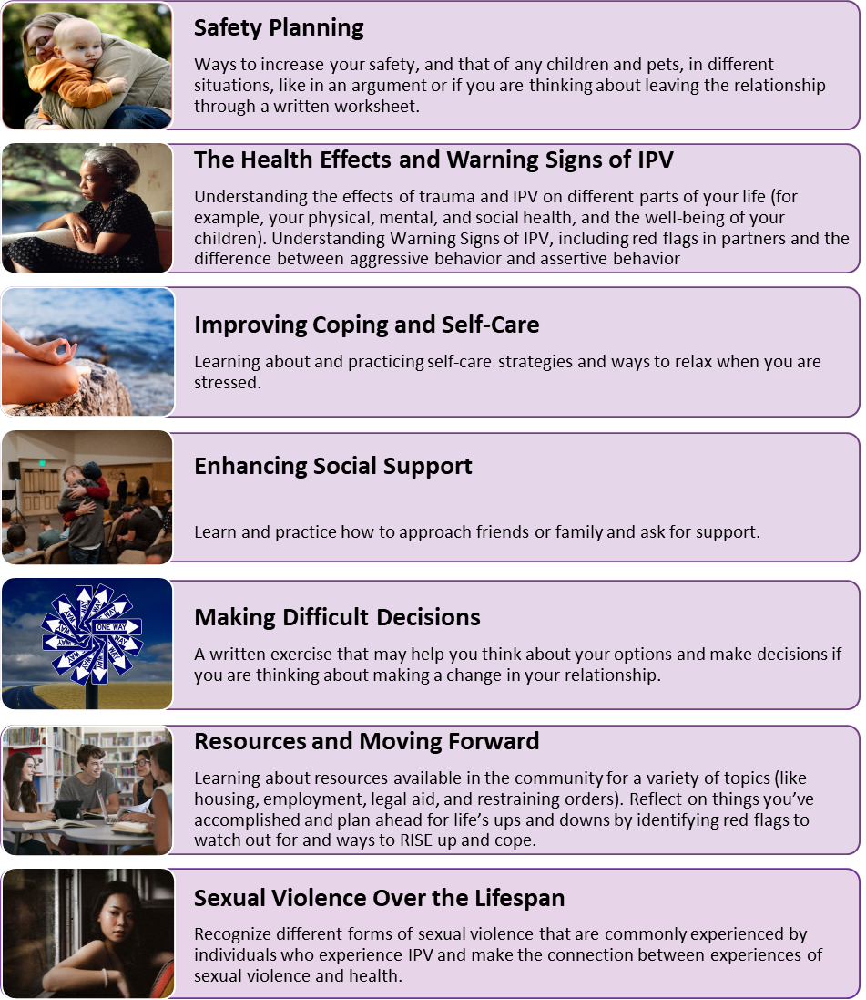 Safety Planning
Ways to increase your safety, and that of any children and pets, in different
situations, like in an argument or if you are thinking about leaving the relationship
through a written worksheet.
The Health Effects and Warning Signs of IPV
Understanding the effects of trauma and IPV on different parts of your life (for
example, your physical, mental, and social health, and the well-being of your
children). Understanding Warning Signs of IPV, including red flags in partners and the
difference between aggressive behavior and assertive behavior
Improving Coping and Self-Care
Learning about and practicing self-care strategies and ways to relax when you are
stressed.
Enhancing Social Support
Learn and practice how to approach friends or family and ask for support.
ONE WAY
WAY
WAY
WAY
WAY
WAY
WAY
WAY
WAY
Making Difficult Decisions
A written exercise that may help you think about your options and make decisions if
you are thinking about making a change in your relationship.
Resources and Moving Forward
Learning about resources available in the community for a variety of topics (like
housing, employment, legal aid, and restraining orders). Reflect on things you’ve
accomplished and plan ahead for life’s ups and downs by identifying red flags to
watch out for and ways to RISE up and cope.
Sexual Violence Over the Lifespan
Recognize different forms of sexual violence that are commonly experienced by
individuals who experience IPV and make the connection between experiences of
sexual violence and health.